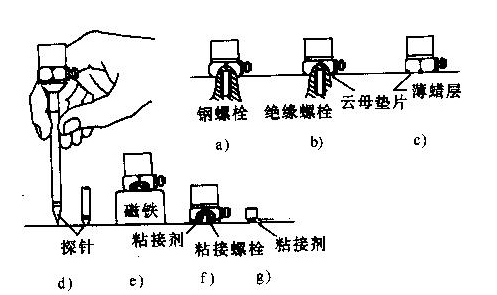 钢螺栓 绝缘螺栓 云母垫片 薄蜡层
a) b) c)
磁铁
探针 粘接剂 粘接螺栓 粘接剂
d) e) f) g)